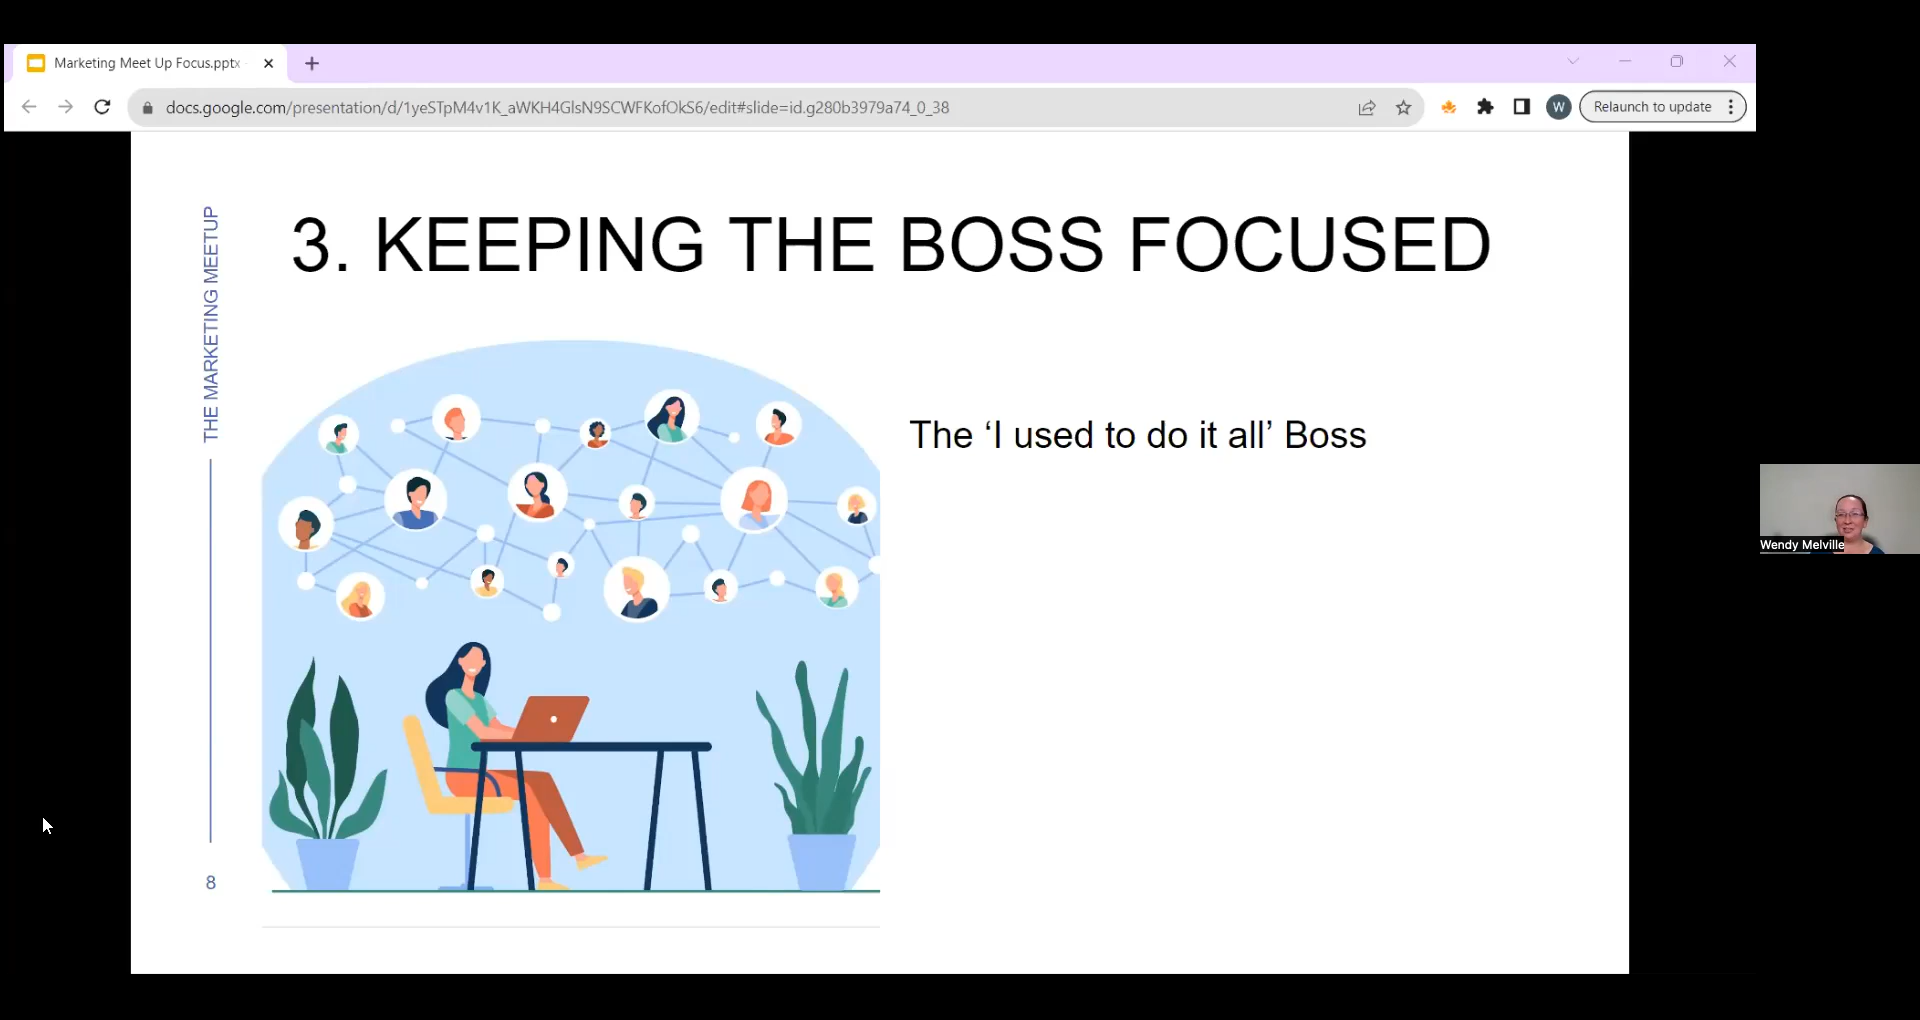 Marketing Meet Up Focus.pptx
docs.google.com/presentation/d/1yeSTpM4v1K_aWKH4GlsN9SCWFKofOkS6/edit#slide=id.g280b3979a74_0_38
W
Relaunch to update
THE MARKETING MEETUP
3. KEEPING THE BOSS FOCUSED
The ‘I used to do it all’ Boss
Wendy Melville
8